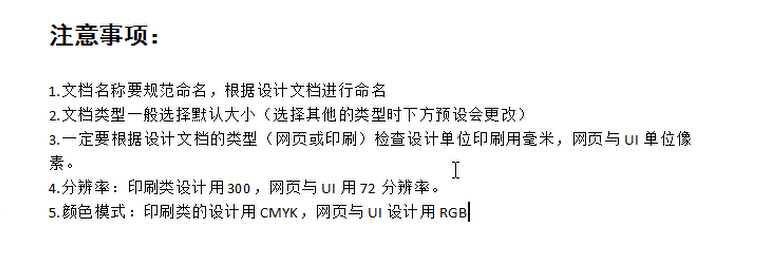 注意事项：
1.文档名称要规范命名，根据设计文档进行命名
2.文档类型一般选择默认大小（选择其他的类型时下方预设会更改）
3.一定要根据设计文档的类型（网页或印刷）检查设计单位印刷用毫米，网页与 UI 单位像
素。
4.分辨率：印刷类设计用 300，网页与 UI 用 72 分辨率。
5.颜色模式：印刷类的设计用 CMYK，网页与 UI 设计用 RGB